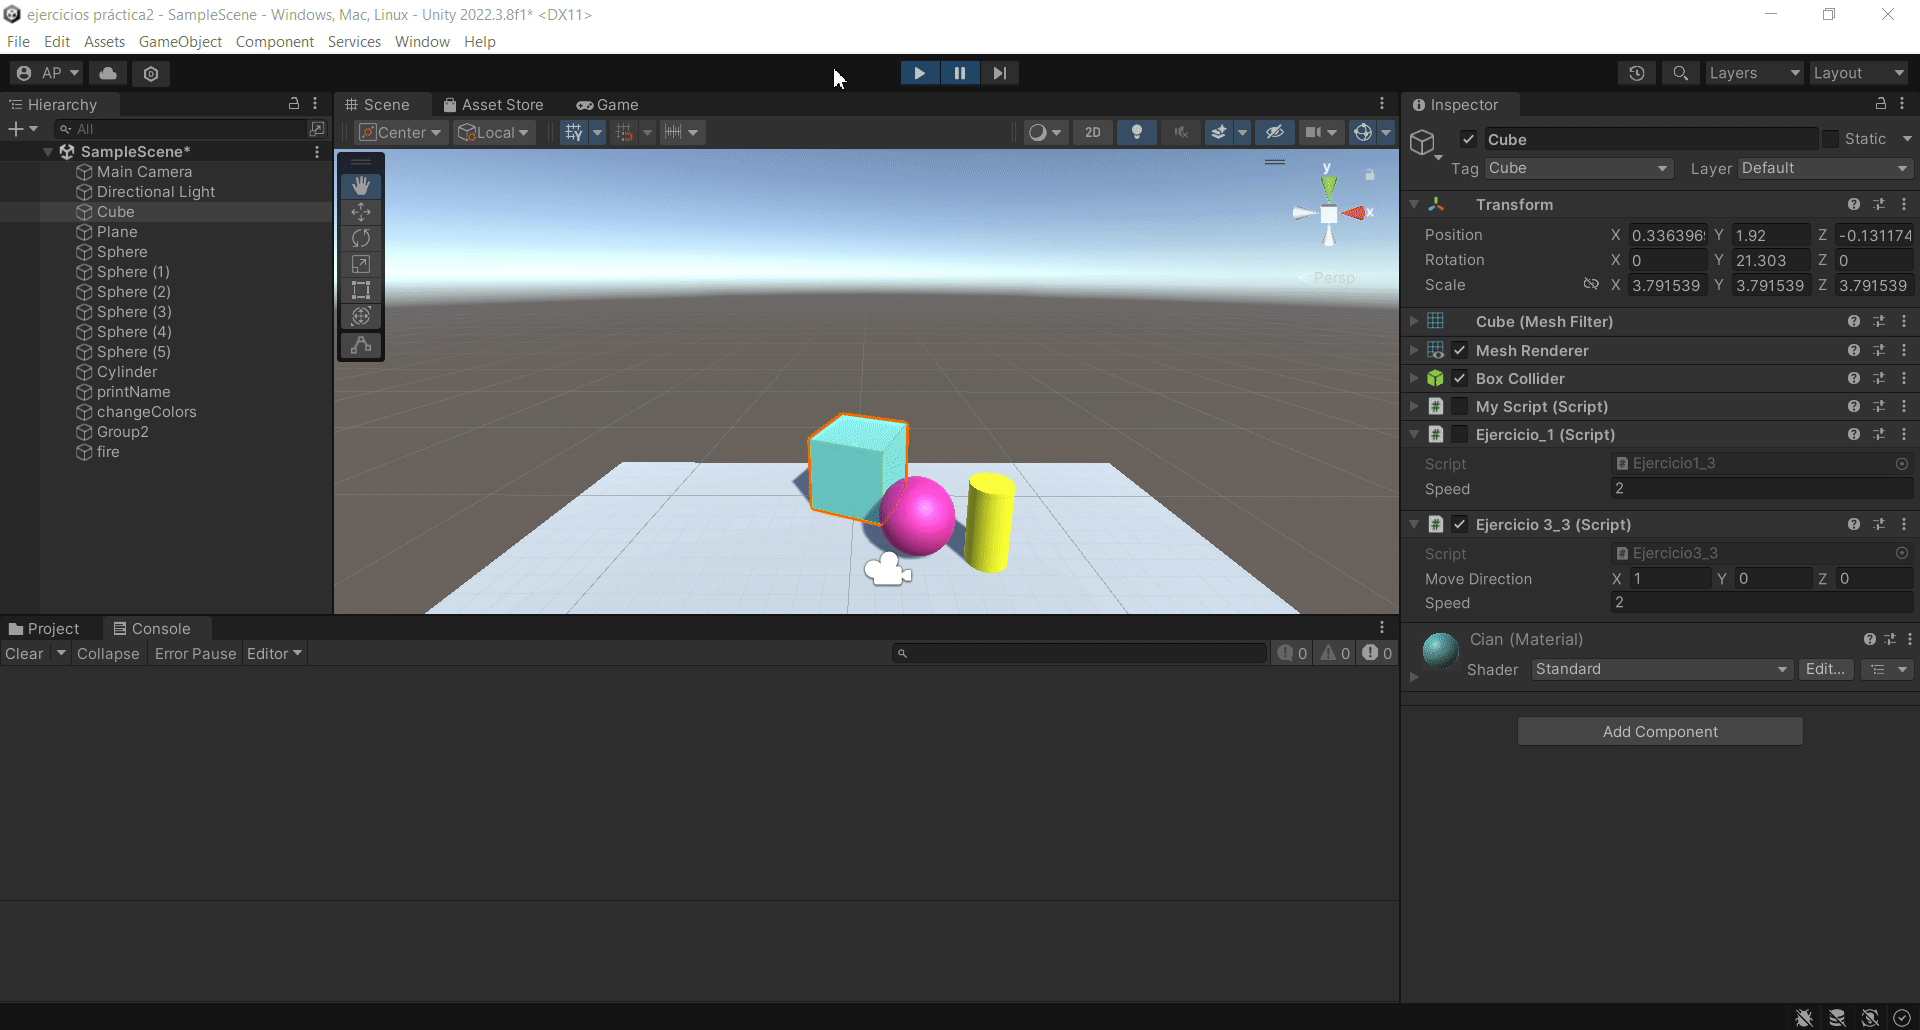 ejercicios práctica2 - SampleScene - Windows, Mac, Linux - Unity 2022.3.8f1* <DX11>
File Edit Assets GameObject Component Services Window Help
AP
Layers Layout
Hierarchy
All
SampleScene*
Main Camera
Directional Light
Cube
Plane
Sphere
Sphere (1)
Sphere (2)
Sphere (3)
Sphere (4)
Sphere (5)
Cylinder
printName
changeColors
Group2
fire
Scene Asset Store Game
Center Local 2D
y
x
Persp
Project Console
Clear Collapse Error Pause Editor 0 0 0
Inspector
Cube Static
Tag Cube Layer Default
Transform
Position X 0.336396 Y 1.92 Z -0.131174
Rotation X 0 Y 21.303 Z 0
Scale X 3.791539 Y 3.791539 Z 3.791539
Cube (Mesh Filter)
Mesh Renderer
Box Collider
# My Script (Script)
# Ejercicio_1 (Script)
Script # Ejercicio1_3
Speed 2
# Ejercicio 3_3 (Script)
Script # Ejercicio3_3
Move Direction X 1 Y 0 Z 0
Speed 2
Cian (Material)
Shader Standard Edit...
Add Component